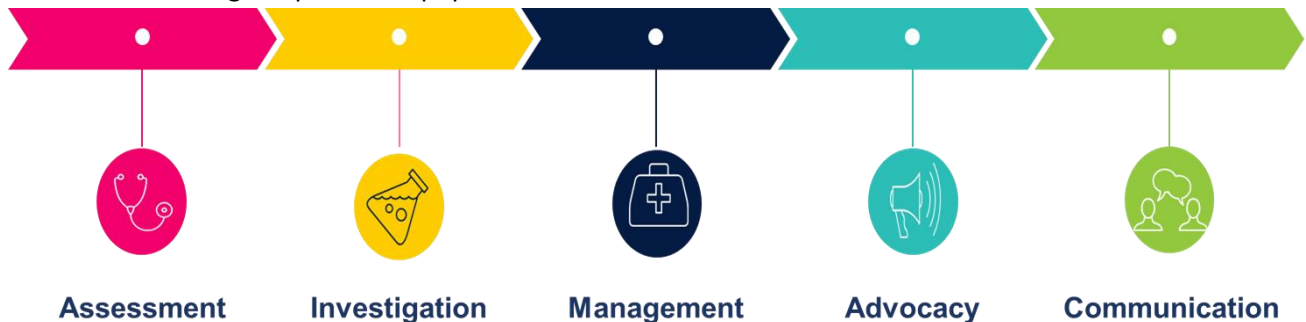 Assessment
Investigation
Management
Advocacy
Communication